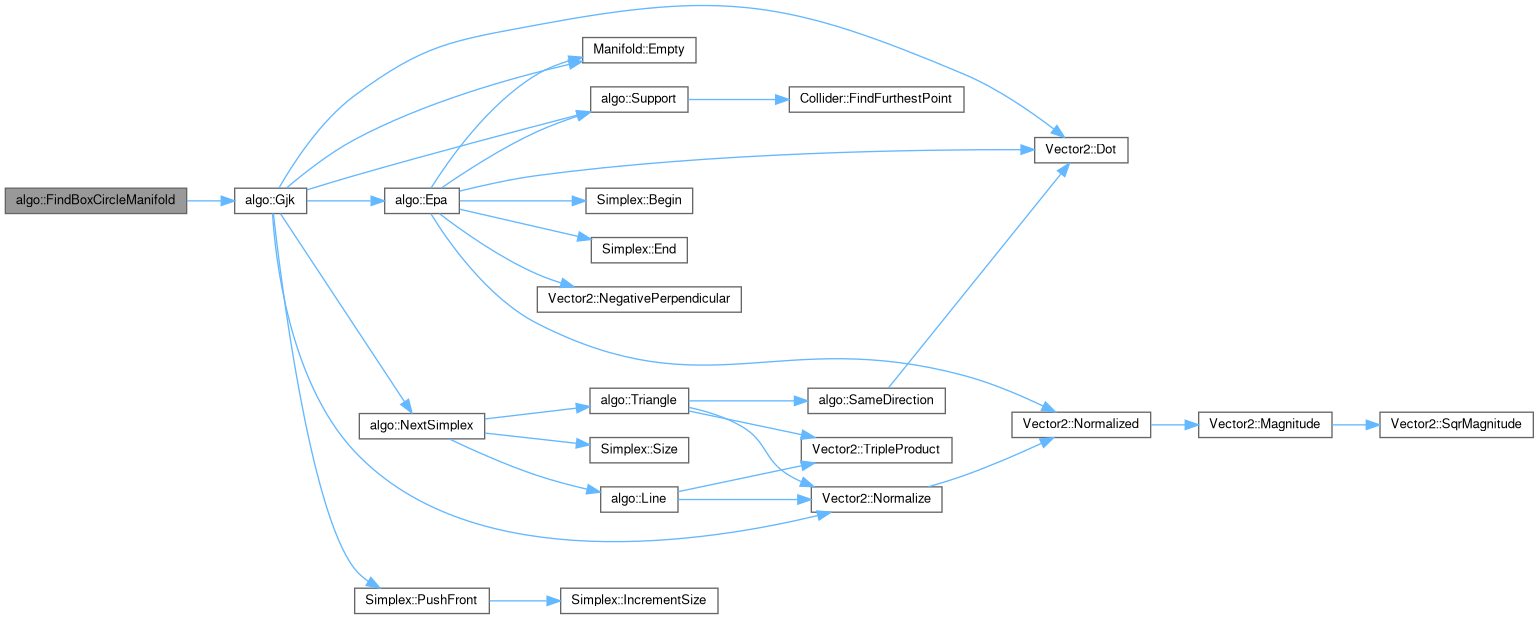 Manifold::Empty
algo::Support
Collider::FindFurthestPoint
Vector2::Dot
algo::FindBoxCircleManifold
algo::Gjk
algo::Epa
Simplex::Begin
Simplex::End
Vector2::NegativePerpendicular
algo::Triangle
algo::SameDirection
algo::NextSimplex
Vector2::Normalized
Vector2::Magnitude
Vector2::SqrMagnitude
Simplex::Size
Vector2::TripleProduct
algo::Line
Vector2::Normalize
Simplex::PushFront
Simplex::IncrementSize